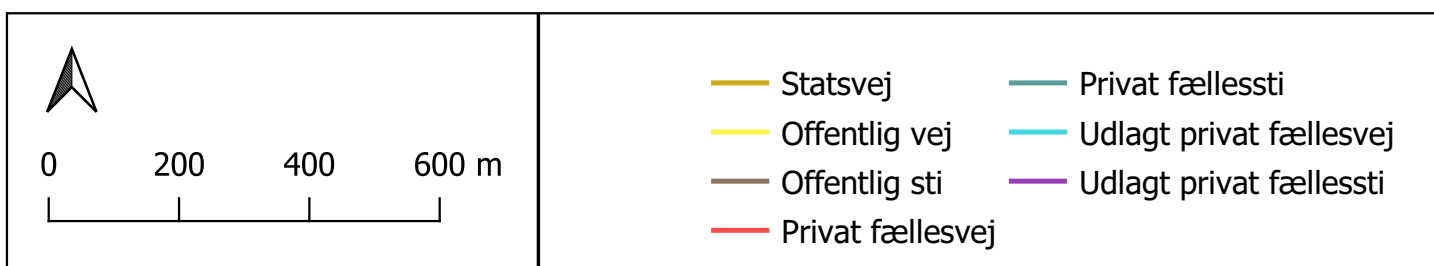 0 200 400 600 m
Statsvej
Offentlig vej
Offentlig sti
Privat fællesvej
Privat fællessti
Udlagt privat fællesvej
Udlagt privat fællessti